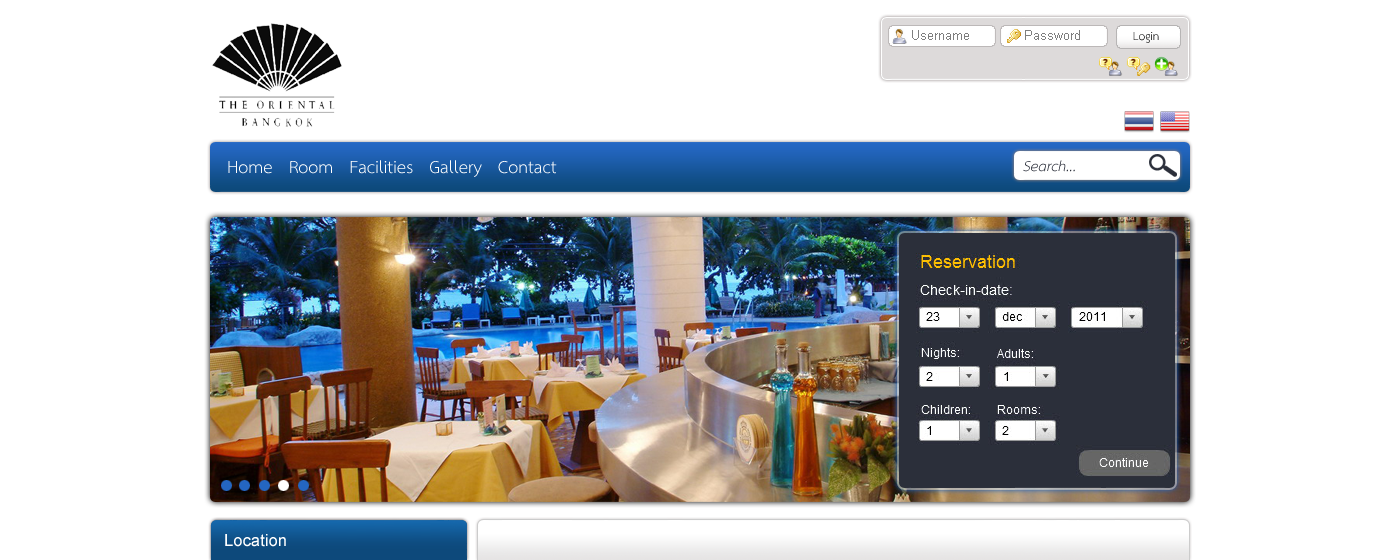 THE ORIENTAL
BANGKOK
Username
Password
Login
Home
Room
Facilities
Gallery
Contact
Search...
Reservation
Check-in-date:
23
dec
2011
Nights:
Adults:
2
1
Children:
Rooms:
1
2
Continue
Location